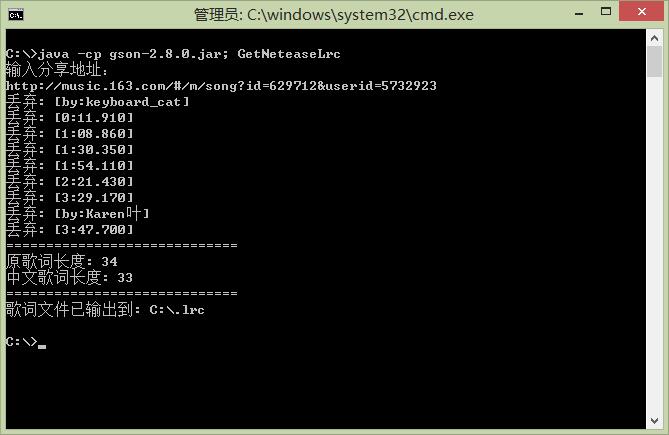 管理员: C:\windows\system32\cmd.exe
C:\>java -cp gson-2.8.0.jar; GetNeteaseLrc
输入分享地址:
http://music.163.com/#/m/song?id=629712&userid=5732923
丢弃: [by:keyboard_cat]
丢弃: [0:11.910]
丢弃: [1:08.860]
丢弃: [1:30.350]
丢弃: [1:54.110]
丢弃: [2:21.430]
丢弃: [3:29.170]
丢弃: [by:Karen叶]
丢弃: [3:47.700]
=============================
原歌词长度: 34
中文歌词长度: 33
=============================
歌词文件已输出到: C:\.lrc
C:\>_